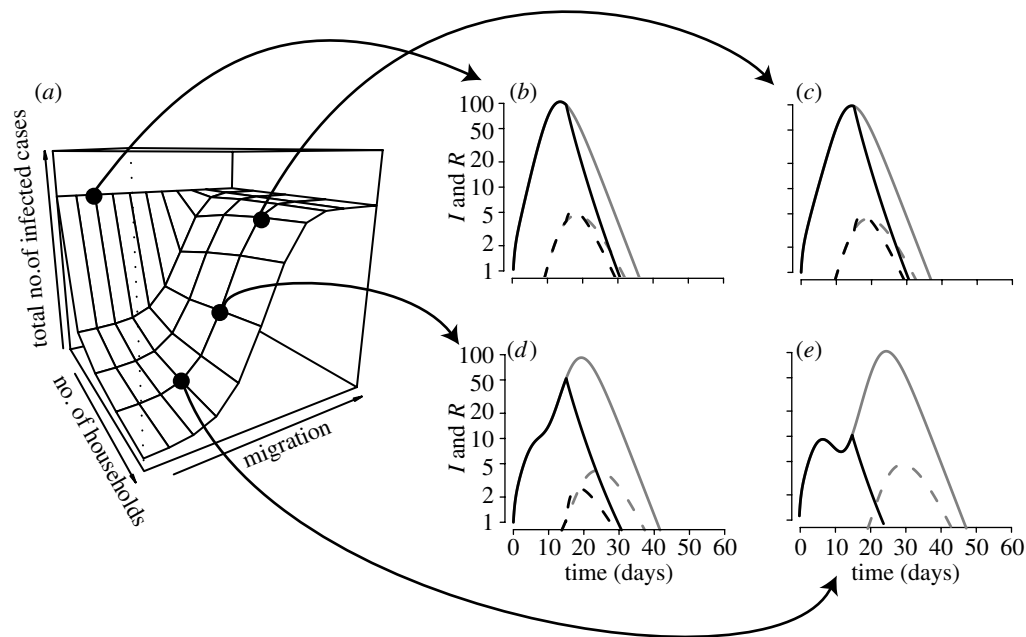 (a)
total no.of infected cases
no. of households
migration
(b)
100
50
20
10
5
2
1
I and R
(c)
(d)
100
50
20
10
5
2
1
I and R
0 10 20 30 40 50 60
time (days)
(e)
0 10 20 30 40 50 60
time (days)